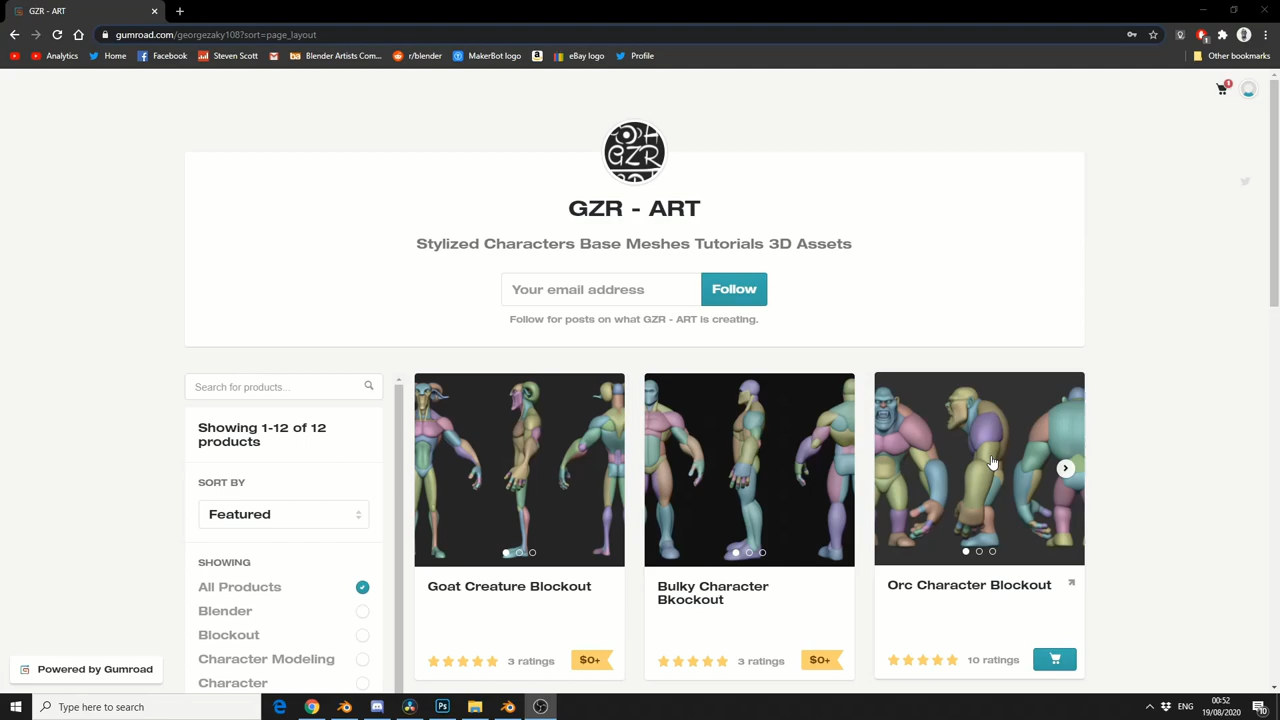 GZR - ART
gumroad.com/georgezaky108?sort=page_layout
Analytics
Home
Facebook
Steven Scott
Blender Artists Com...
r/blender
MakerBot logo
eBay logo
Profile
Other bookmarks
GZR
GZR - ART
Stylized Characters Base Meshes Tutorials 3D Assets
Your email address
Follow
Follow for posts on what GZR - ART is creating.
Search for products...
Showing 1-12 of 12
products
SORT BY
Featured
SHOWING
All Products
Blender
Blockout
Character Modeling
Character
Goat Creature Blockout
3 ratings
$0+
Bulky Character
Bkockout
3 ratings
$0+
Orc Character Blockout
10 ratings
Powered by Gumroad
Type here to search
Ps
ENG
00:52
19/08/2020